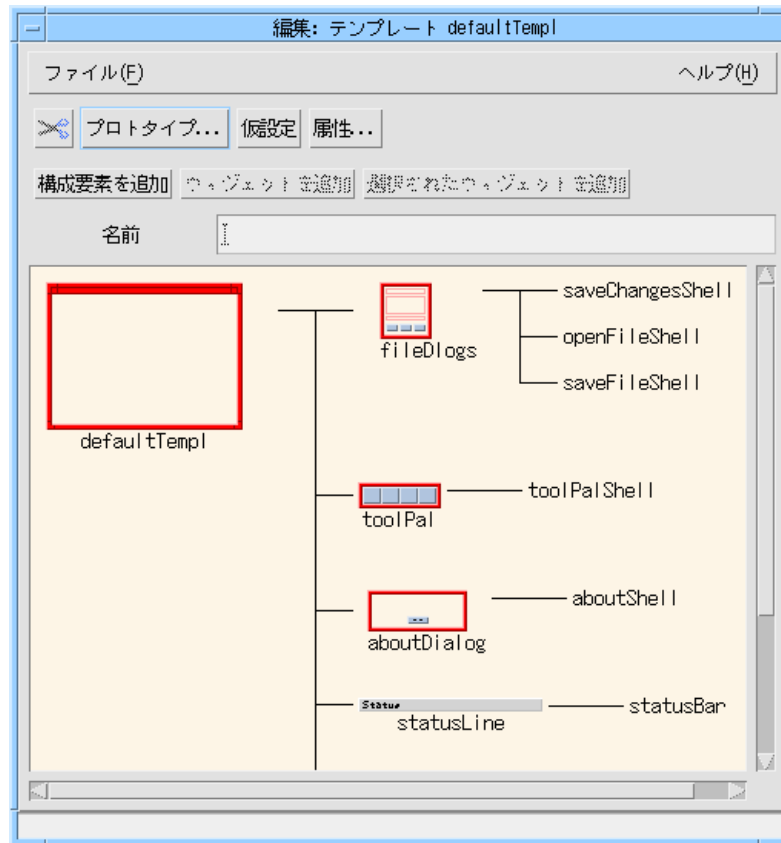 編集: テンプレート defaultTempl
ファイル(F) ヘルプ(H)
プロトタイプ... 仮設定 属性...
構成要素を追加 ウィジェットを追加 選択されたウィジェットを追加
名前
saveChangesShell
fileDlogs openFileShell
saveFileShell
defaultTempl
toolPalShell
toolPal
aboutShell
aboutDialog
Status statusBar
statusLine